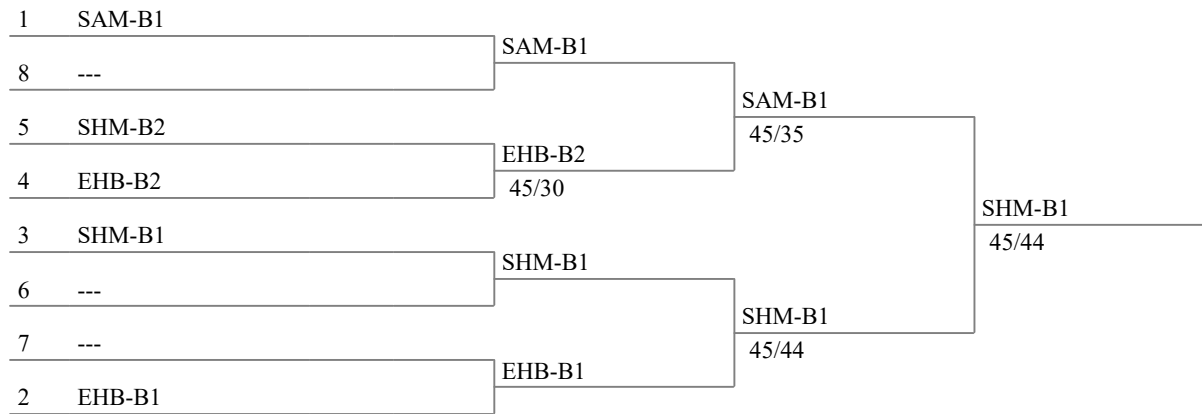 1 SAM-B1
SAM-B1
8 ---
SAM-B1
5 SHM-B2
45/35
EHB-B2
4 EHB-B2
45/30
SHM-B1
3 SHM-B1
45/44
SHM-B1
6 ---
SHM-B1
7 ---
45/44
EHB-B1
2 EHB-B1